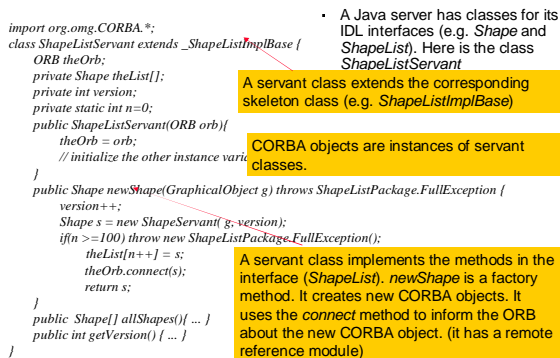 import org.omg.CORBA.*;
class ShapeListServant extends _ShapeListImplBase {
ORB theOrb;
private Shape theList[];
private int version;
private static int n=0;
public ShapeListServant(ORB orb){
theOrb = orb;
// initialize the other instance
}
public Shape newShape(GraphicalObject g) throws ShapeListPackage.FullException {
version++;
Shape s = new ShapeServant( g, version);
if(n >=100) throw new ShapeListPackage.FullException();
theList[n++] = s;
theOrb.connect(s);
return s;
}
public Shape[] allShapes(){ ... }
public int getVersion() { ... }
}
▪ A Java server has classes for its
IDL interfaces (e.g. Shape and
ShapeList). Here is the class
ShapeListServant
A servant class extends the corresponding
skeleton class (e.g. ShapeListImplBase)
CORBA objects are instances of servant
classes.
A servant class implements the methods in the
interface (ShapeList). newShape is a factory
method. It creates new CORBA objects. It
uses the connect method to inform the ORB
about the new CORBA object. (it has a remote
reference module)